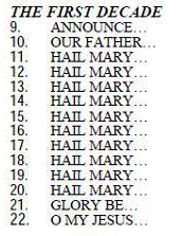 THE FIRST DECADE
9. ANNOUNCE…
10. OUR FATHER…
11. HAIL MARY…
12. HAIL MARY…
13. HAIL MARY…
14. HAIL MARY…
15. HAIL MARY…
16. HAIL MARY…
17. HAIL MARY…
18. HAIL MARY…
19. HAIL MARY…
20. HAIL MARY…
21. GLORY BE…
22. O MY JESUS…